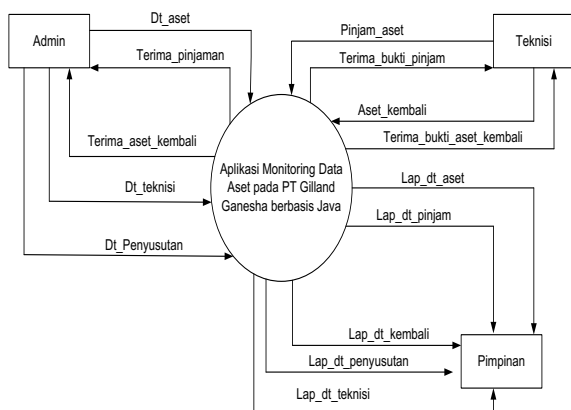 Dt_aset
Pinjam_aset
Admin
Teknisi
Terima_pinjaman
Terima_bukti_pinjam
Aset_kembali
Terima_aset_kembali
Terima_bukti_aset_kembali
Aplikasi Monitoring Data
Aset pada PT Gilland
Ganesha berbasis Java
Dt_teknisi
Lap_dt_aset
Lap_dt_pinjam
Dt_Penyusutan
Lap_dt_kembali
Lap_dt_penyusutan
Pimpinan
Lap_dt_teknisi